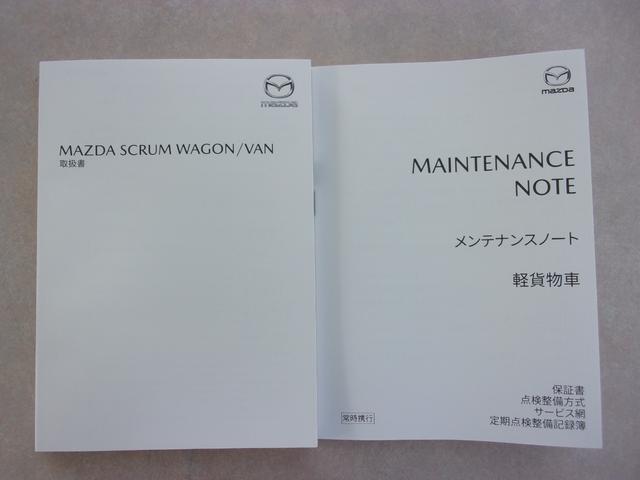 mazda
MAZDA SCRUM WAGON/VAN
取扱書
mazda
MAINTENANCE
NOTE
メンテナンスノート
軽貨物車
保証書
点検整備方式
サービス網
定期点検整備記録簿
常時携行